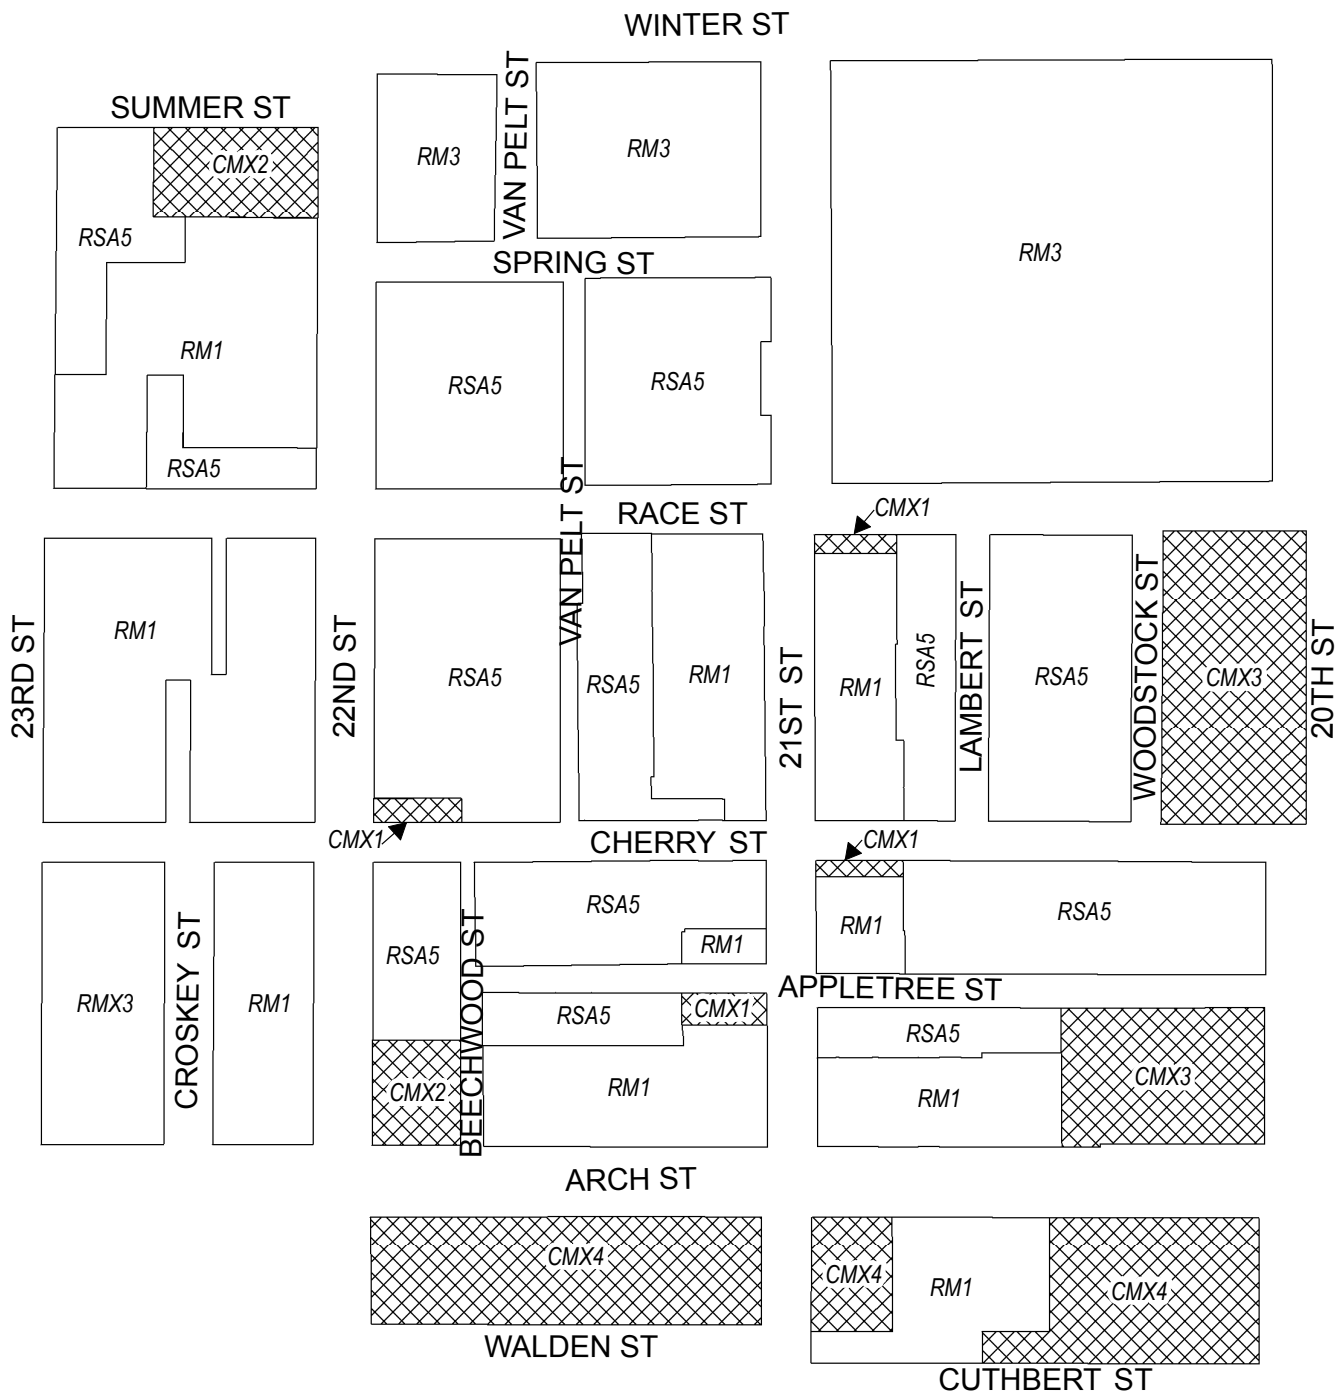 WINTER ST
SUMMER ST
VAN PELT ST
CMX2
RM3
RM3
RSA5
RM3
SPRING ST
RM1
RSA5
RSA5
RSA5
VAN PELT ST
RACE ST
CMX1
23RD ST
RM1
22ND ST
RSA5
RSA5
RM1
21ST ST
RM1
RSA5
LAMBERT ST
RSA5
WOODSTOCK ST
CMX3
20TH ST
CMX1
CHERRY ST
CMX1
RMX3
CROSKEY ST
RM1
RSA5
BEECHWOOD ST
RSA5
RM1
RM1
RSA5
APPLETREE ST
RSA5
CMX1
RSA5
CMX2
RM1
RM1
CMX3
ARCH ST
CMX4
CMX4
RM1
CMX4
WALDEN ST
CUTHBERT ST